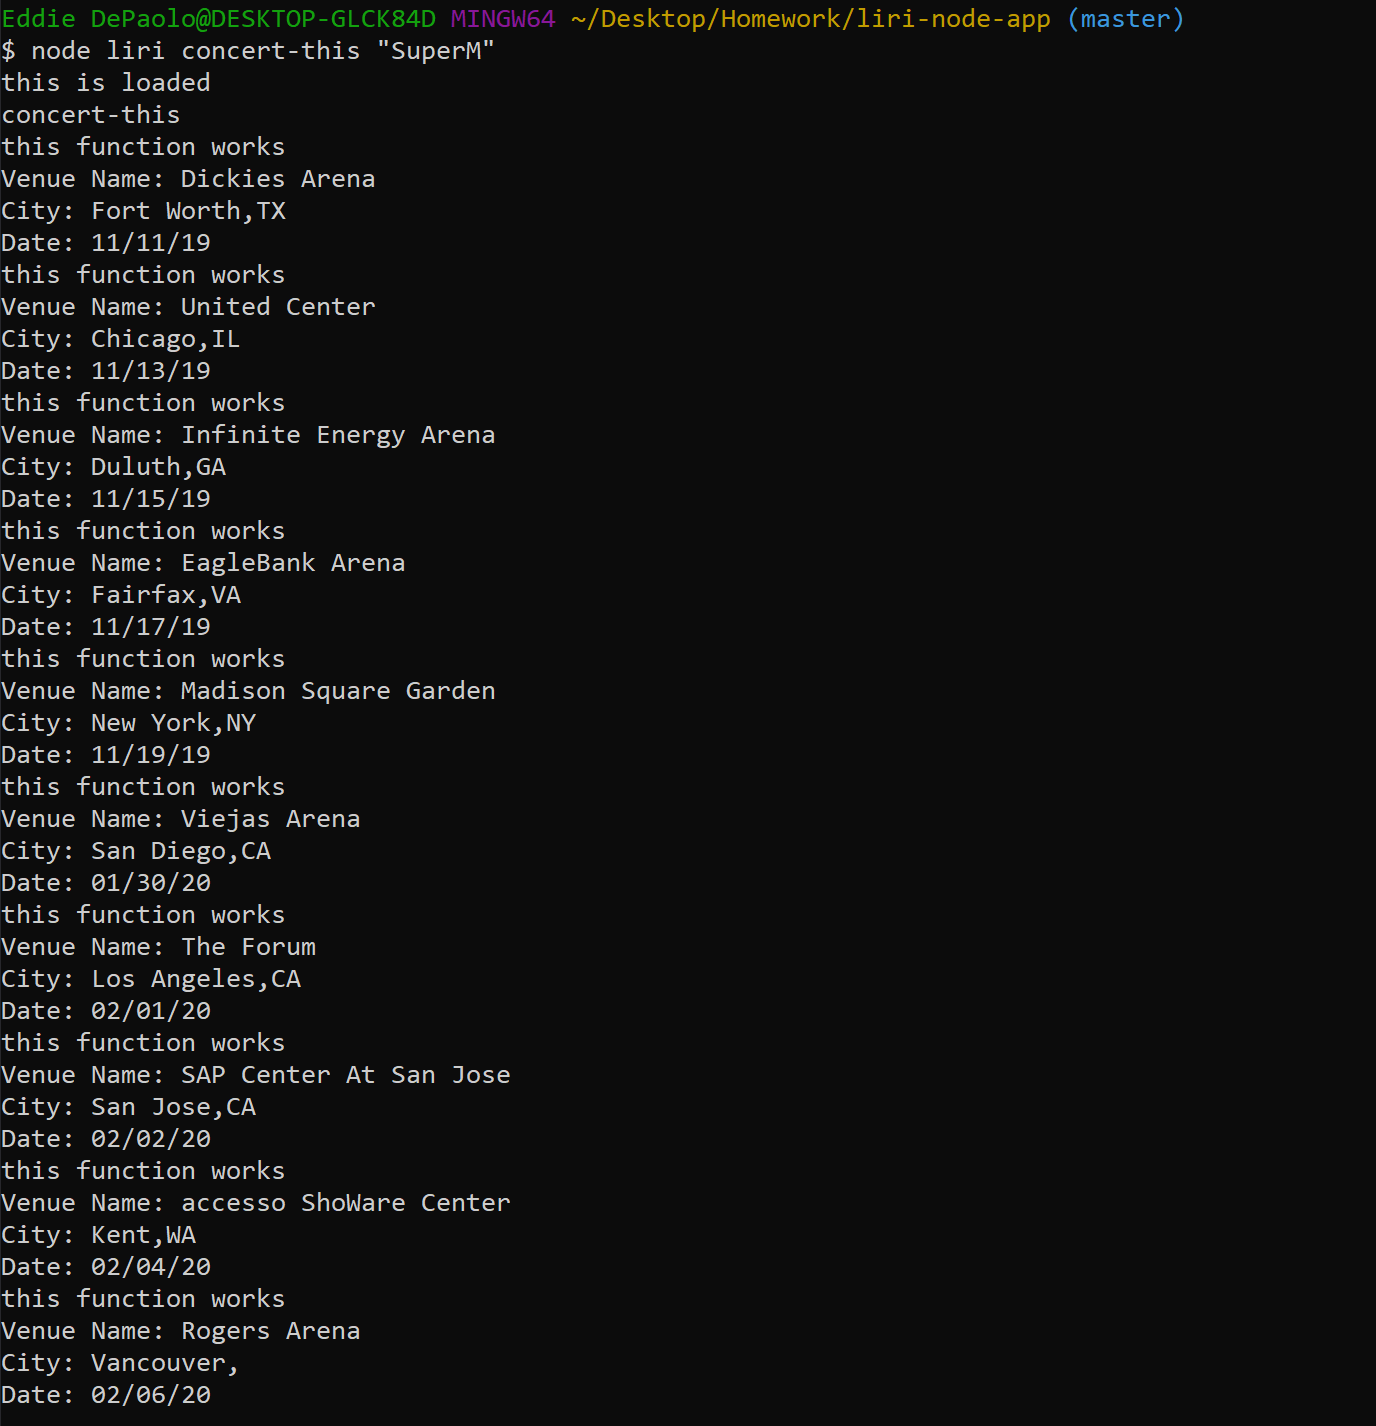 Eddie DePaolo@DESKTOP-GLCK84D MINGW64 ~/Desktop/Homework/liri-node-app (master)
$ node liri concert-this "SuperM"
this is loaded
concert-this
this function works
Venue Name: Dickies Arena
City: Fort Worth,TX
Date: 11/11/19
this function works
Venue Name: United Center
City: Chicago,IL
Date: 11/13/19
this function works
Venue Name: Infinite Energy Arena
City: Duluth,GA
Date: 11/15/19
this function works
Venue Name: EagleBank Arena
City: Fairfax,VA
Date: 11/17/19
this function works
Venue Name: Madison Square Garden
City: New York,NY
Date: 11/19/19
this function works
Venue Name: Viejas Arena
City: San Diego,CA
Date: 01/30/20
this function works
Venue Name: The Forum
City: Los Angeles,CA
Date: 02/01/20
this function works
Venue Name: SAP Center At San Jose
City: San Jose,CA
Date: 02/02/20
this function works
Venue Name: accesso ShoWare Center
City: Kent,WA
Date: 02/04/20
this function works
Venue Name: Rogers Arena
City: Vancouver,
Date: 02/06/20